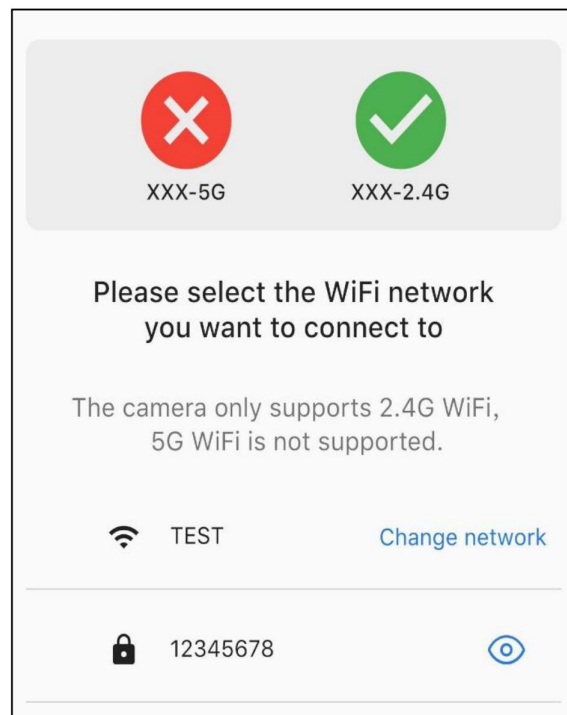 XXX-5G XXX-2.4G
Please select the WiFi network
you want to connect to
The camera only supports 2.4G WiFi,
5G WiFi is not supported.
TEST Change network
12345678